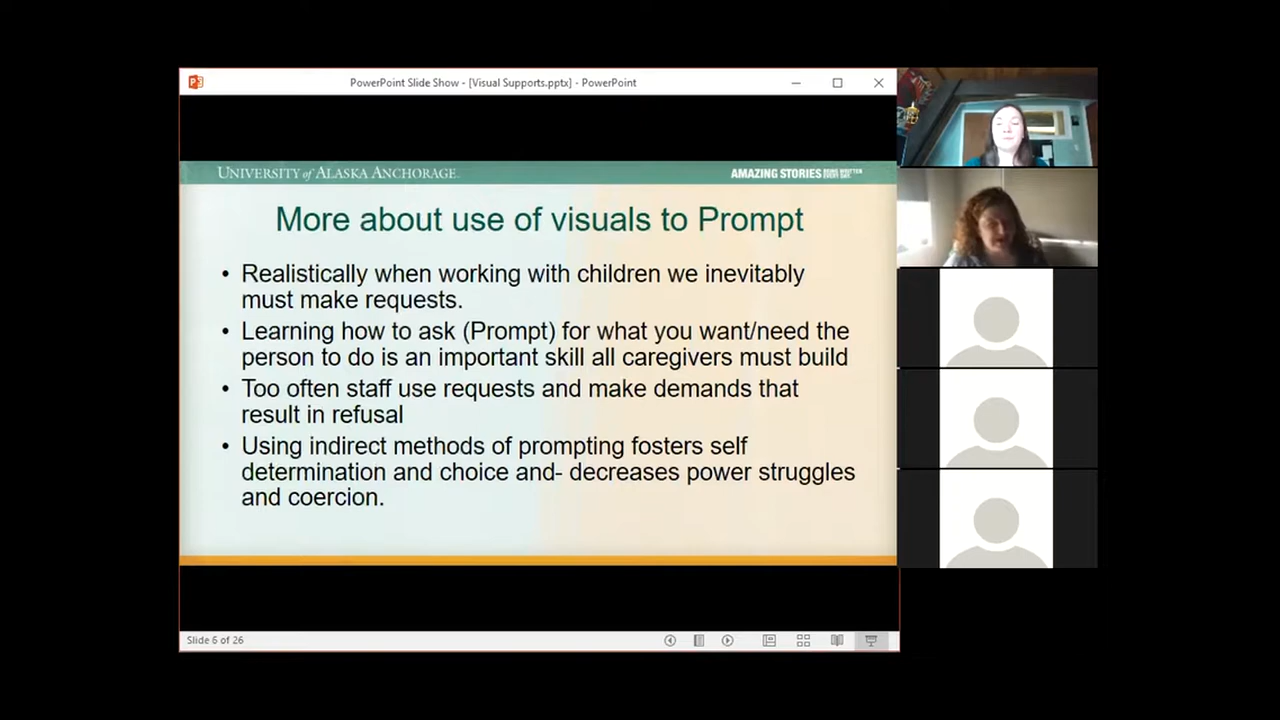 PowerPoint Slide Show - [Visual Supports.pptx] - PowerPoint
UNIVERSITY of ALASKA ANCHORAGE
AMAZING STORIES BEING WRITTEN
EVERY DAY.
More about use of visuals to Prompt
• Realistically when working with children we inevitably
must make requests.
• Learning how to ask (Prompt) for what you want/need the
person to do is an important skill all caregivers must build
• Too often staff use requests and make demands that
result in refusal
• Using indirect methods of prompting fosters self
determination and choice and- decreases power struggles
and coercion.
Slide 6 of 26